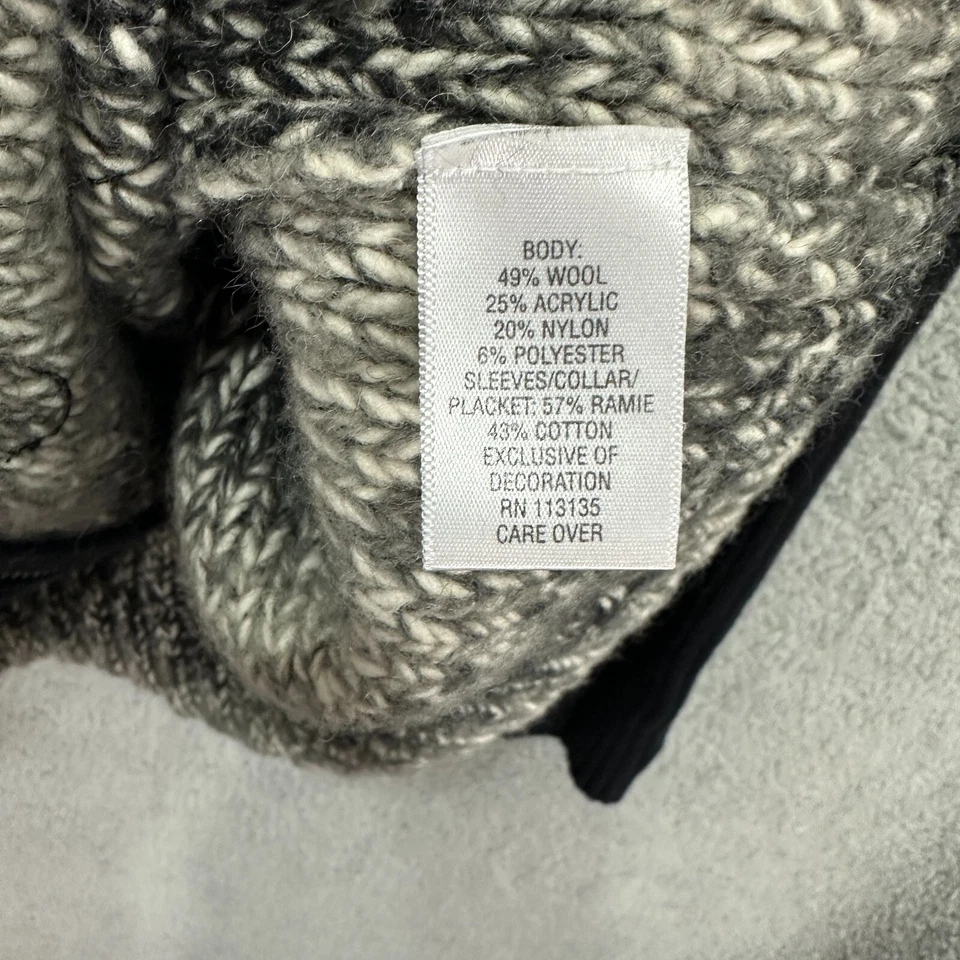 BODY:
49% WOOL
25% ACRYLIC
20% NYLON
6% POLYESTER
SLEEVES/COLLAR/
PLACKET: 57% RAMIE
43% COTTON
EXCLUSIVE OF
DECORATION
RN 113135
CARE OVER